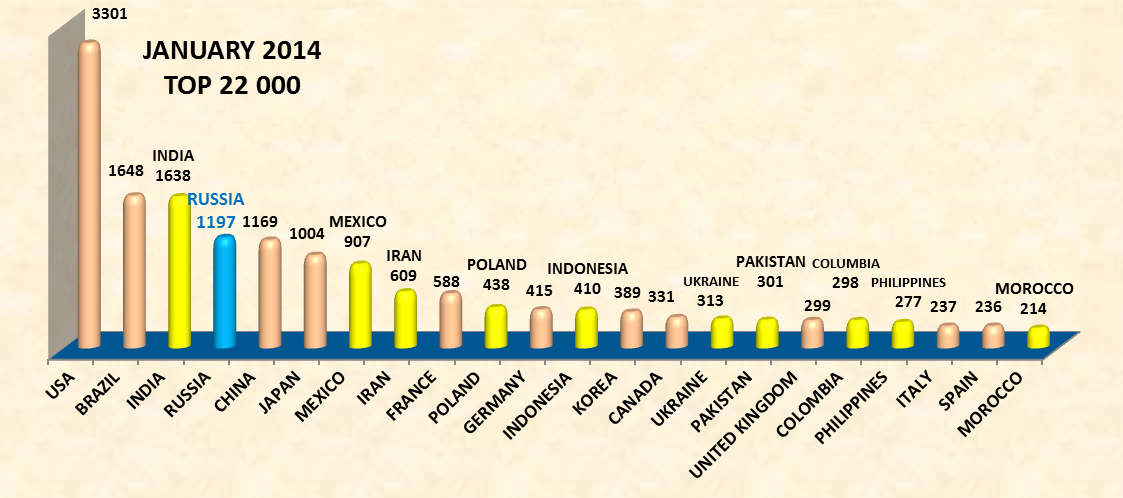 3301
JANUARY 2014
TOP 22 000
1648
INDIA
1638
RUSSIA
1197
1169
1004
MEXICO
907
IRAN
609
588
POLAND
438
415
INDONESIA
410
389
331
UKRAINE
313
PAKISTAN
301
299
COLUMBIA
298
PHILIPPINES
277
237
236
MOROCCO
214
USA
BRAZIL
INDIA
RUSSIA
CHINA
JAPAN
MEXICO
IRAN
FRANCE
POLAND
GERMANY
INDONESIA
KOREA
CANADA
UKRAINE
PAKISTAN
UNITED KINGDOM
COLOMBIA
PHILIPPINES
ITALY
SPAIN
MOROCCO